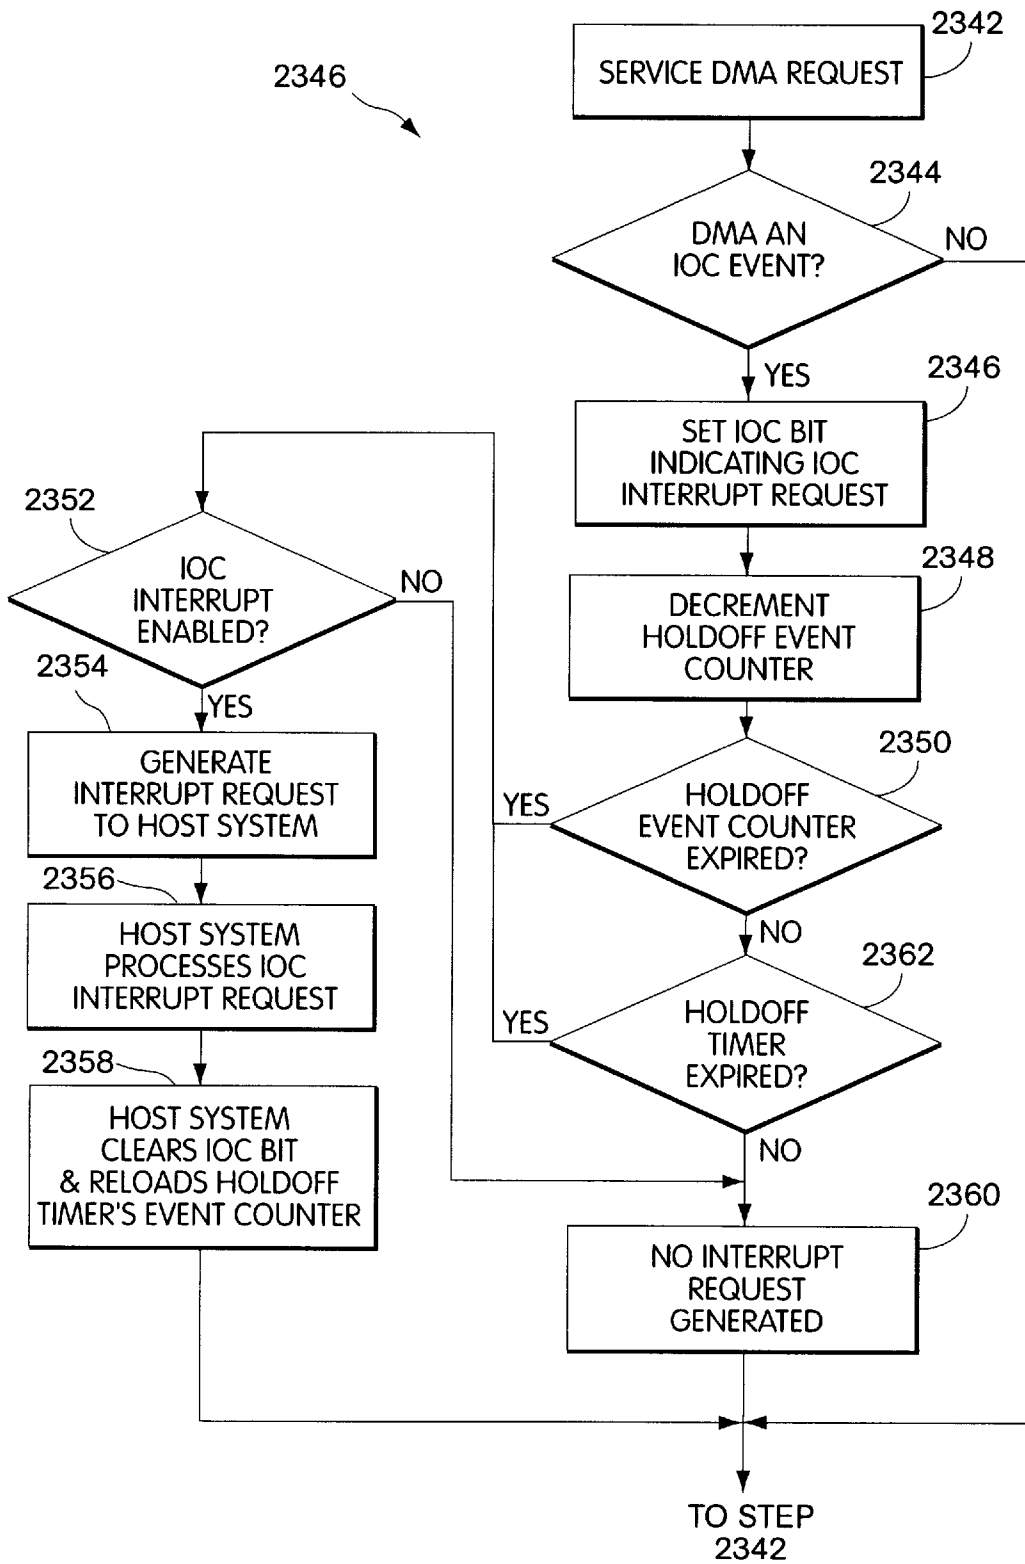 2342
SERVICE DMA REQUEST
2346
2344
DMA AN
IOC EVENT?
NO
YES
2346
SET IOC BIT
INDICATING IOC
INTERRUPT REQUEST
2348
DECREMENT
HOLDOFF EVENT
COUNTER
2350
HOLDOFF
EVENT COUNTER
EXPIRED?
YES
NO
2362
HOLDOFF
TIMER
EXPIRED?
YES
NO
2352
IOC
INTERRUPT
ENABLED?
NO
YES
2354
GENERATE
INTERRUPT REQUEST
TO HOST SYSTEM
2356
HOST SYSTEM
PROCESSES IOC
INTERRUPT REQUEST
2358
HOST SYSTEM
CLEARS IOC BIT
& RELOADS HOLDOFF
TIMER'S EVENT COUNTER
2360
NO INTERRUPT
REQUEST
GENERATED
TO STEP
2342